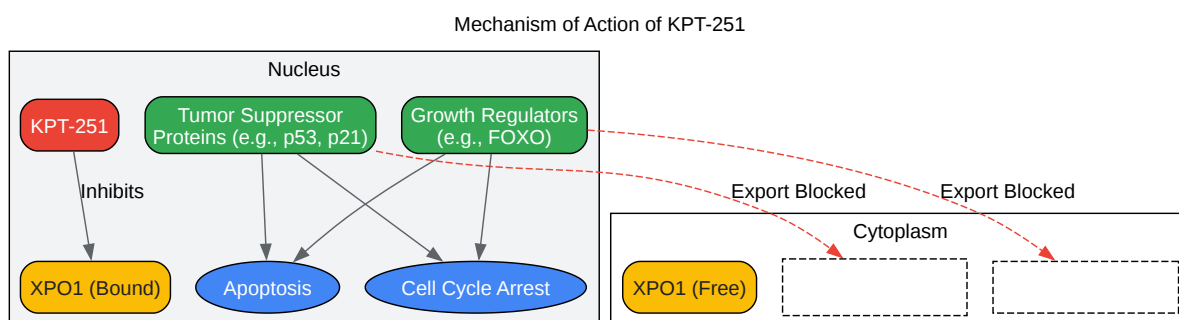 Mechanism of Action of KPT-251
Nucleus
KPT-251
Tumor Suppressor
Proteins (e.g., p53, p21)
Growth Regulators
(e.g., FOXO)
Inhibits
Export Blocked
Export Blocked
Cytoplasm
XPO1 (Bound)
Apoptosis
Cell Cycle Arrest
XPO1 (Free)